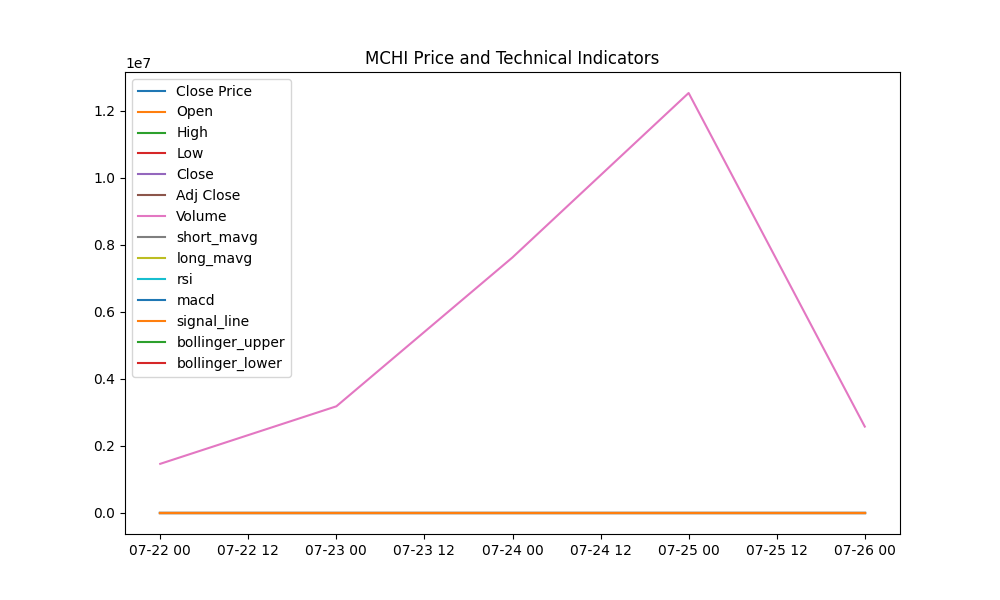 MCHI Price and Technical Indicators
1e7
1.2
1.0
0.8
0.6
0.4
0.2
0.0
Close Price
Open
High
Low
Close
Adj Close
Volume
short_mavg
long_mavg
rsi
macd
signal_line
bollinger_upper
bollinger_lower
07-22 00 07-22 12 07-23 00 07-23 12 07-24 00 07-24 12 07-25 00 07-25 12 07-26 00